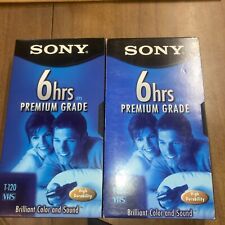 SONY
6hrs
PREMIUM GRADE
T-120
VHS
High
Durability
Brilliant Color and Sound
SONY
6hrs
PREMIUM GRADE
VHS
High
Durability
Brilliant Color and Sound